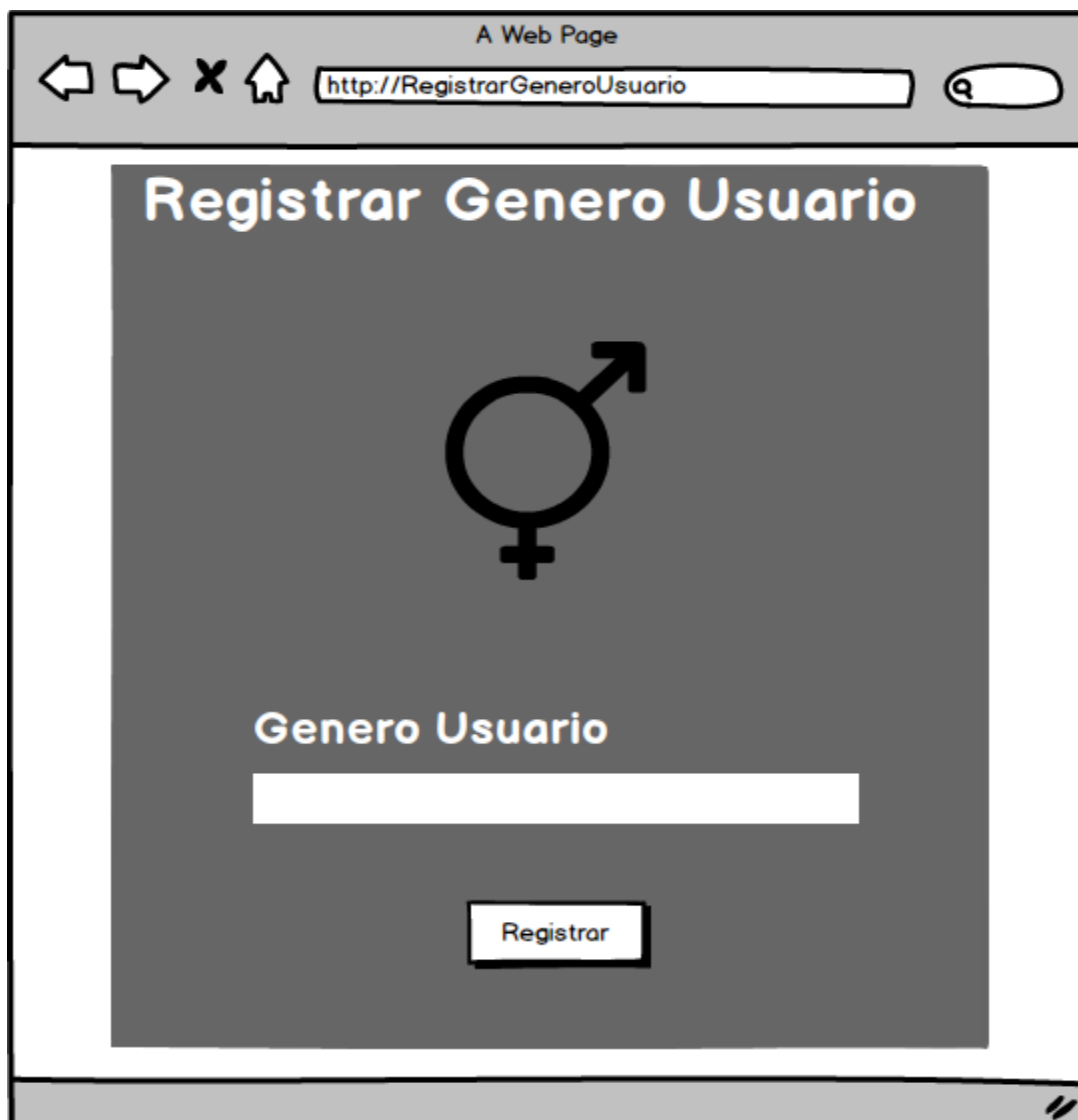 A Web Page
http://RegistrarGeneroUsuario
Registrar Genero Usuario
Genero Usuario
Registrar